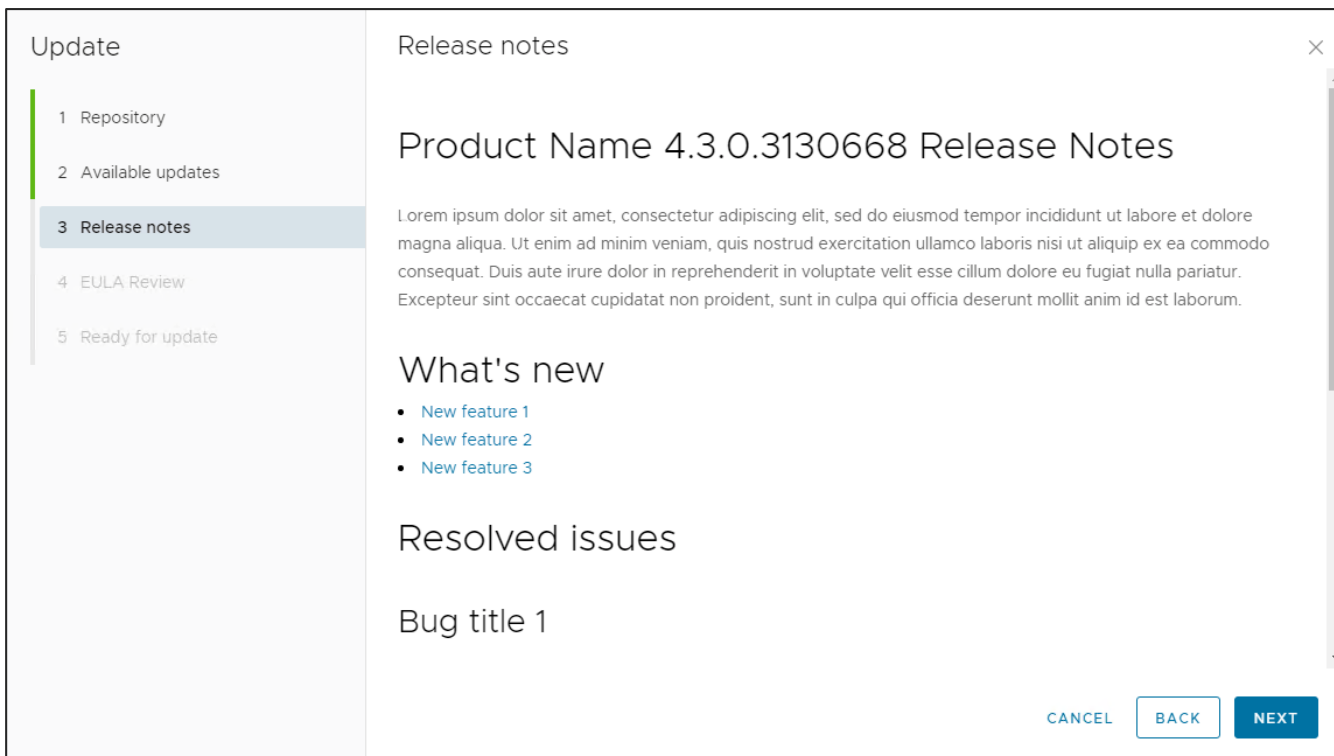 Update
1 Repository
2 Available updates
3 Release notes
4 EULA Review
5 Ready for update
Release notes
Product Name 4.3.0.3130668 Release Notes
Lorem ipsum dolor sit amet, consectetur adipiscing elit, sed do eiusmod tempor incididunt ut labore et dolore
magna aliqua. Ut enim ad minim veniam, quis nostrud exercitation ullamco laboris nisi ut aliquip ex ea commodo
consequat. Duis aute irure dolor in reprehenderit in voluptate velit esse cillum dolore eu fugiat nulla pariatur.
Excepteur sint occaecat cupidatat non proident, sunt in culpa qui officia deserunt mollit anim id est laborum.
What's new
• New feature 1
• New feature 2
• New feature 3
Resolved issues
Bug title 1
CANCEL
BACK
NEXT